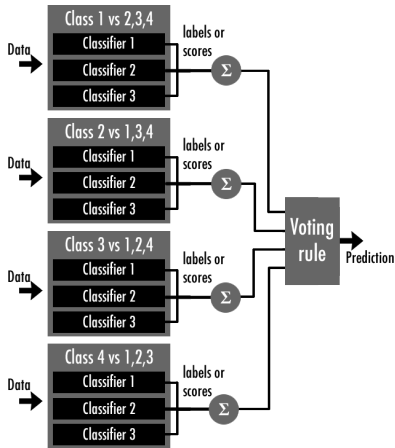 Class 1 vs 2,3,4
Data
Classifier 1
Classifier 2
Classifier 3
labels or
scores
Σ
Class 2 vs 1,3,4
Data
Classifier 1
Classifier 2
Classifier 3
labels or
scores
Σ
Voting
rule
Prediction
Class 3 vs 1,2,4
Data
Classifier 1
Classifier 2
Classifier 3
labels or
scores
Σ
Class 4 vs 1,2,3
Data
Classifier 1
Classifier 2
Classifier 3
labels or
scores
Σ